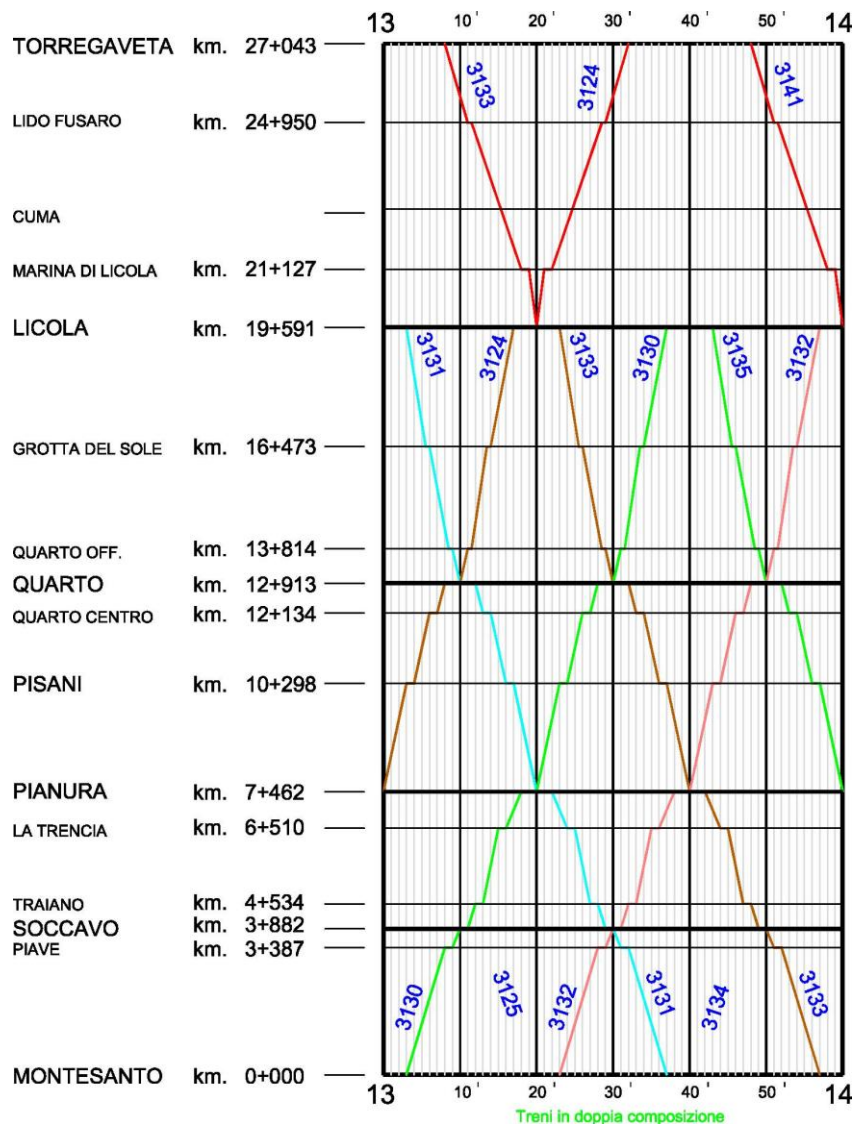 13 10' 20' 30' 40' 50' 14
TORREGAVETA km. 27+043
3133 3124 3141
LIDO FUSARO km. 24+950
CUMA
MARINA DI LICOLA km. 21+127
LICOLA km. 19+591
3131 3124 3133 3130 3135 3132
GROTTA DEL SOLE km. 16+473
QUARTO OFF. km. 13+814
QUARTO km. 12+913
QUARTO CENTRO km. 12+134
PISANI km. 10+298
PIANURA km. 7+462
LA TRENCIA km. 6+510
TRAIANO km. 4+534
SOCCAVO km. 3+882
PIAVE km. 3+387
3130 3125 3132 3131 3134 3133
MONTESANTO km. 0+000
13 10' 20' 30' 40' 50' 14
Treni in doppia composizione